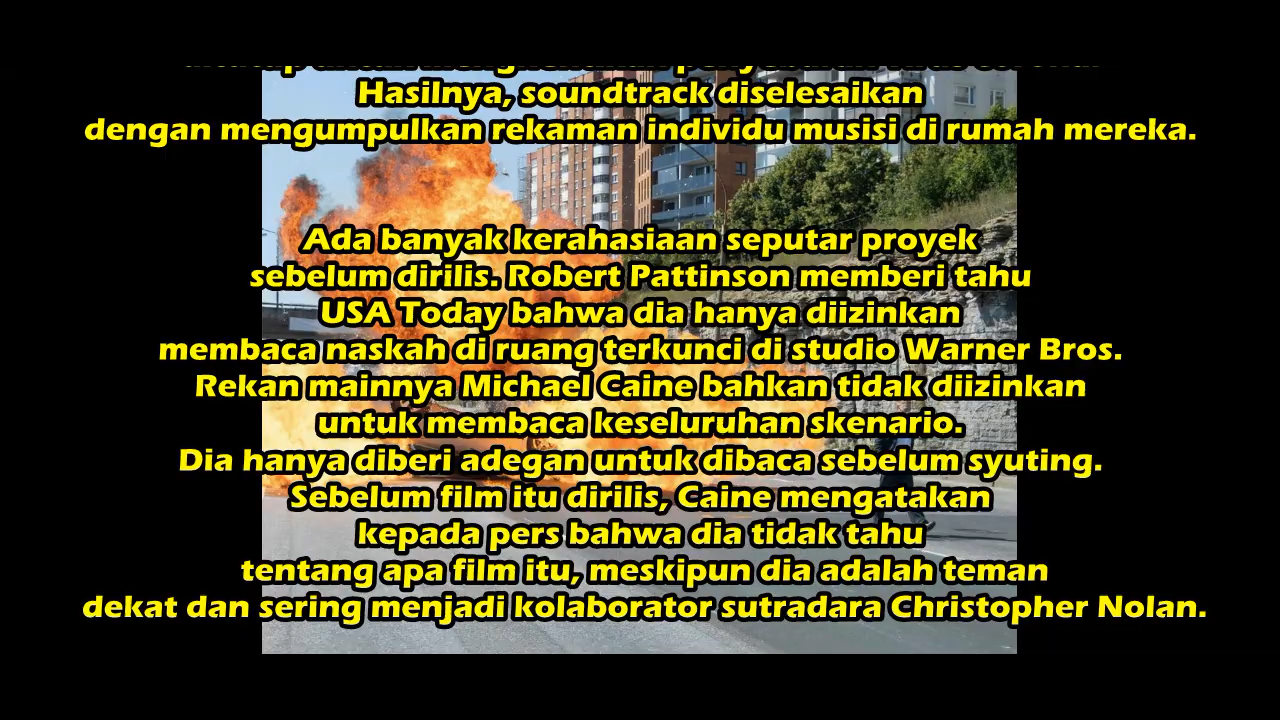 Hasilnya, soundtrack diselesaikan
dengan mengumpulkan rekaman individu musisi di rumah mereka.
Ada banyak kerahasiaan seputar proyek
sebelum dirilis. Robert Pattinson memberi tahu
USA Today bahwa dia hanya diizinkan
membaca naskah di ruang terkunci di studio Warner Bros.
Rekan mainnya Michael Caine bahkan tidak diizinkan
untuk membaca keseluruhan skenario.
Dia hanya diberi adegan untuk dibaca sebelum syuting.
Sebelum film itu dirilis, Caine mengatakan
kepada pers bahwa dia tidak tahu
tentang apa film itu, meskipun dia adalah teman
dekat dan sering menjadi kolaborator sutradara Christopher Nolan.